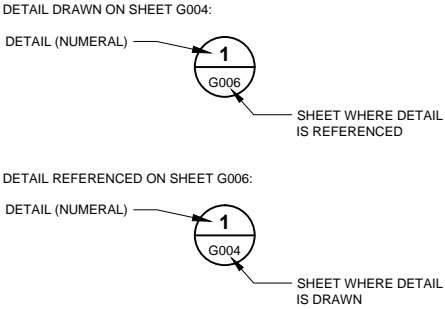 DETAIL DRAWN ON SHEET G004:
DETAIL (NUMERAL)
1
G006
SHEET WHERE DETAIL
IS REFERENCED
DETAIL REFERENCED ON SHEET G006:
DETAIL (NUMERAL)
1
G004
SHEET WHERE DETAIL
IS DRAWN